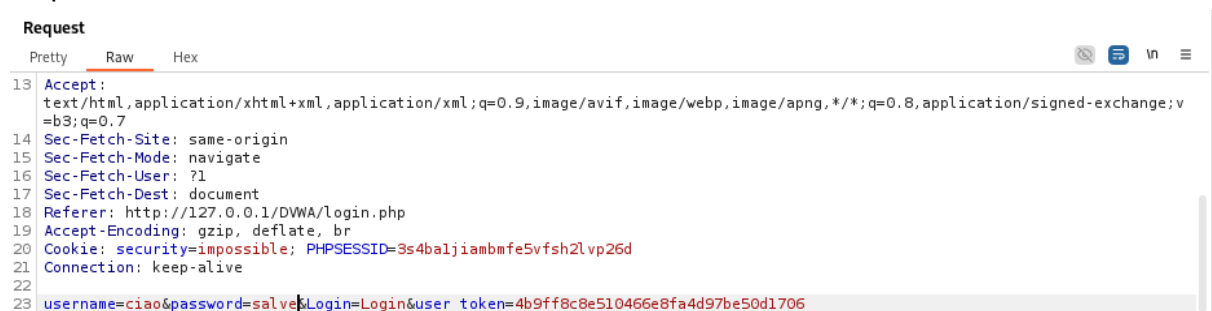 Request
Pretty Raw Hex \n
13 Accept:
text/html,application/xhtml+xml,application/xml;q=0.9,image/avif,image/webp,image/apng,*/*;q=0.8,application/signed-exchange;v
=b3;q=0.7
14 Sec-Fetch-Site: same-origin
15 Sec-Fetch-Mode: navigate
16 Sec-Fetch-User: ?1
17 Sec-Fetch-Dest: document
18 Referer: http://127.0.0.1/DVWA/login.php
19 Accept-Encoding: gzip, deflate, br
20 Cookie: security=impossible; PHPSESSID=3s4ba1jiambmfe5vfsh2lvp26d
21 Connection: keep-alive
22
23 username=ciao&password=salve&Login=Login&user_token=4b9ff8c8e510466e8fa4d97be50d1706